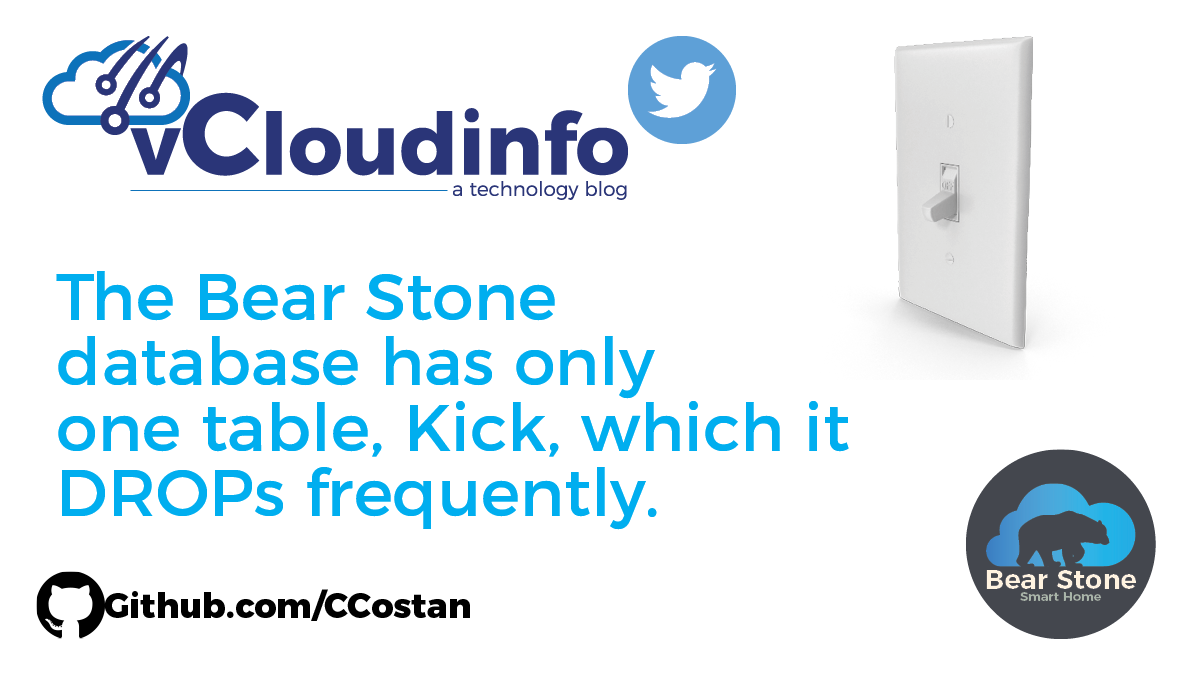 vCloudinfo
a technology blog
OFF
The Bear Stone
database has only
one table, Kick, which it
DROPs frequently.
Github.com/CCostan
Bear Stone
Smart Home